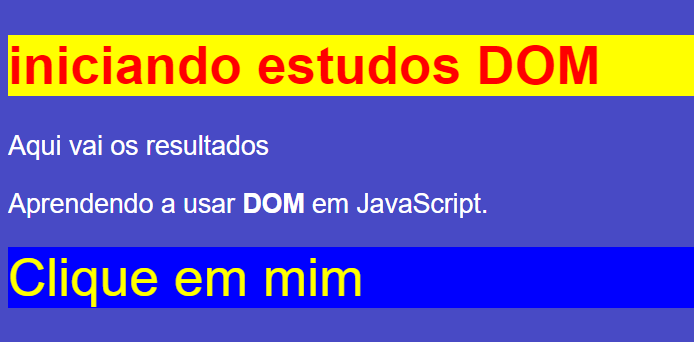 iniciando estudos DOM
Aqui vai os resultados
Aprendendo a usar DOM em JavaScript.
Clique em mim